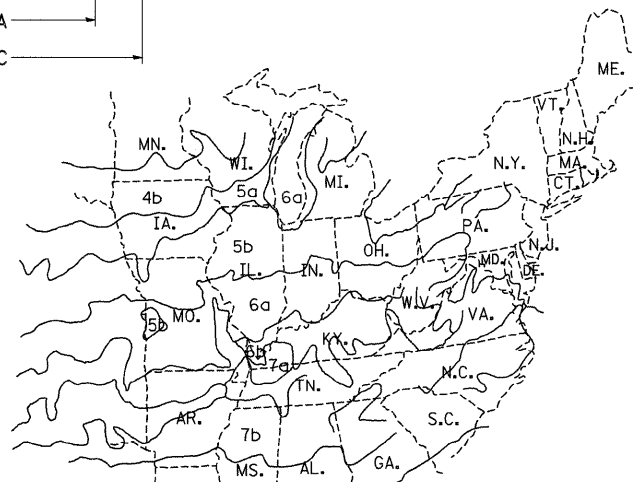 A
C
ME.
VT.
MN.
WI.
N.H.
N.Y.
MA.
MI.
CT.
4b
5a
6a
IA.
PA.
5b
OH.
N.J.
IL.
IN.
MD.
DE.
6a
W.V.
MO.
5b
VA.
KY.
6b
7a
N.C.
TN.
AR.
S.C.
7b
MS.
AL.
GA.